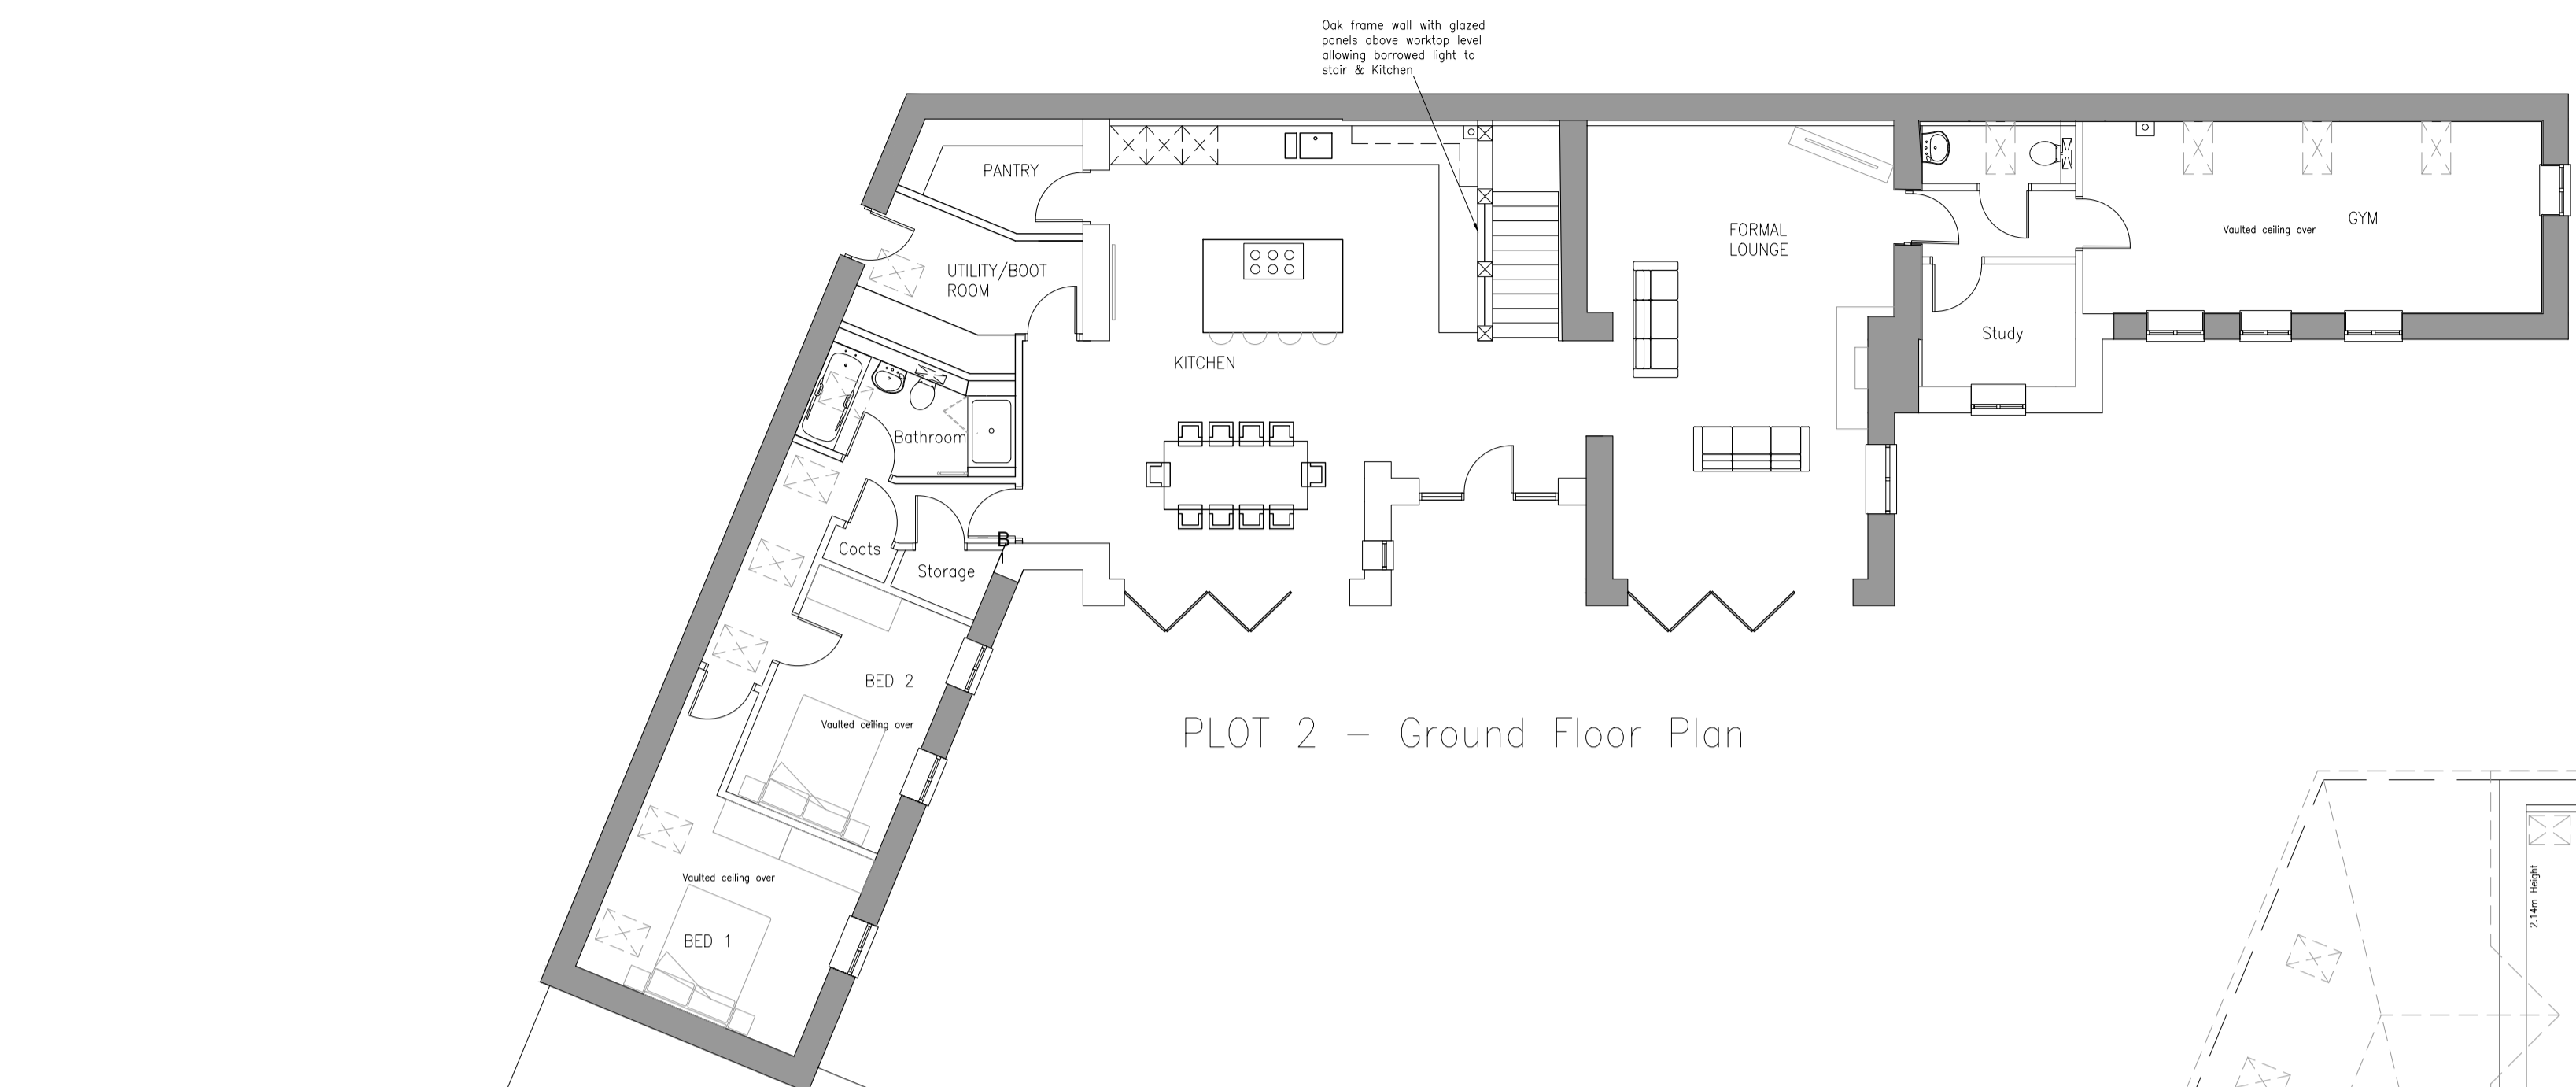 Oak frame wall with glazed
panels above worktop level
allowing borrowed light to
stair & Kitchen
PANTRY
UTILITY/BOOT
ROOM
KITCHEN
FORMAL
LOUNGE
GYM
Vaulted ceiling over
Study
Bathroom
Coats
Storage
B
BED 2
Vaulted ceiling over
PLOT 2 - Ground Floor Plan
Vaulted ceiling over
BED 1
2.14m Height